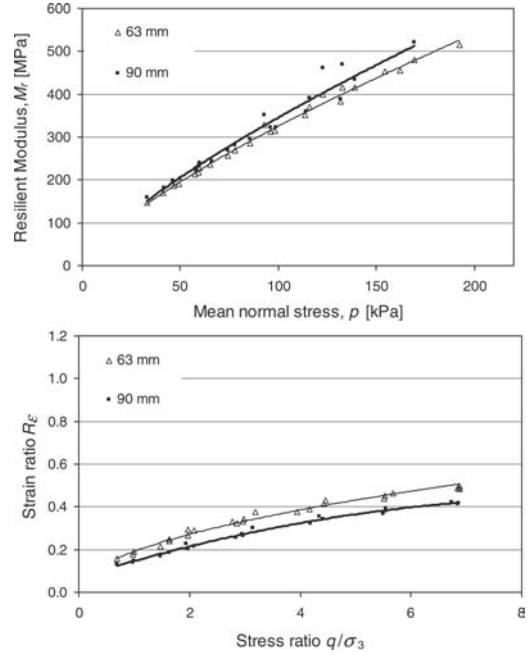 600
500
400
300
200
100
0
Resilient Modulus, Mr [MPa]
63 mm
90 mm
0 50 100 150 200
Mean normal stress, p [kPa]
1.2
1.0
0.8
0.6
0.4
0.2
0.0
Strain ratio Rε
63 mm
90 mm
0 2 4 6 8
Stress ratio q/σ3